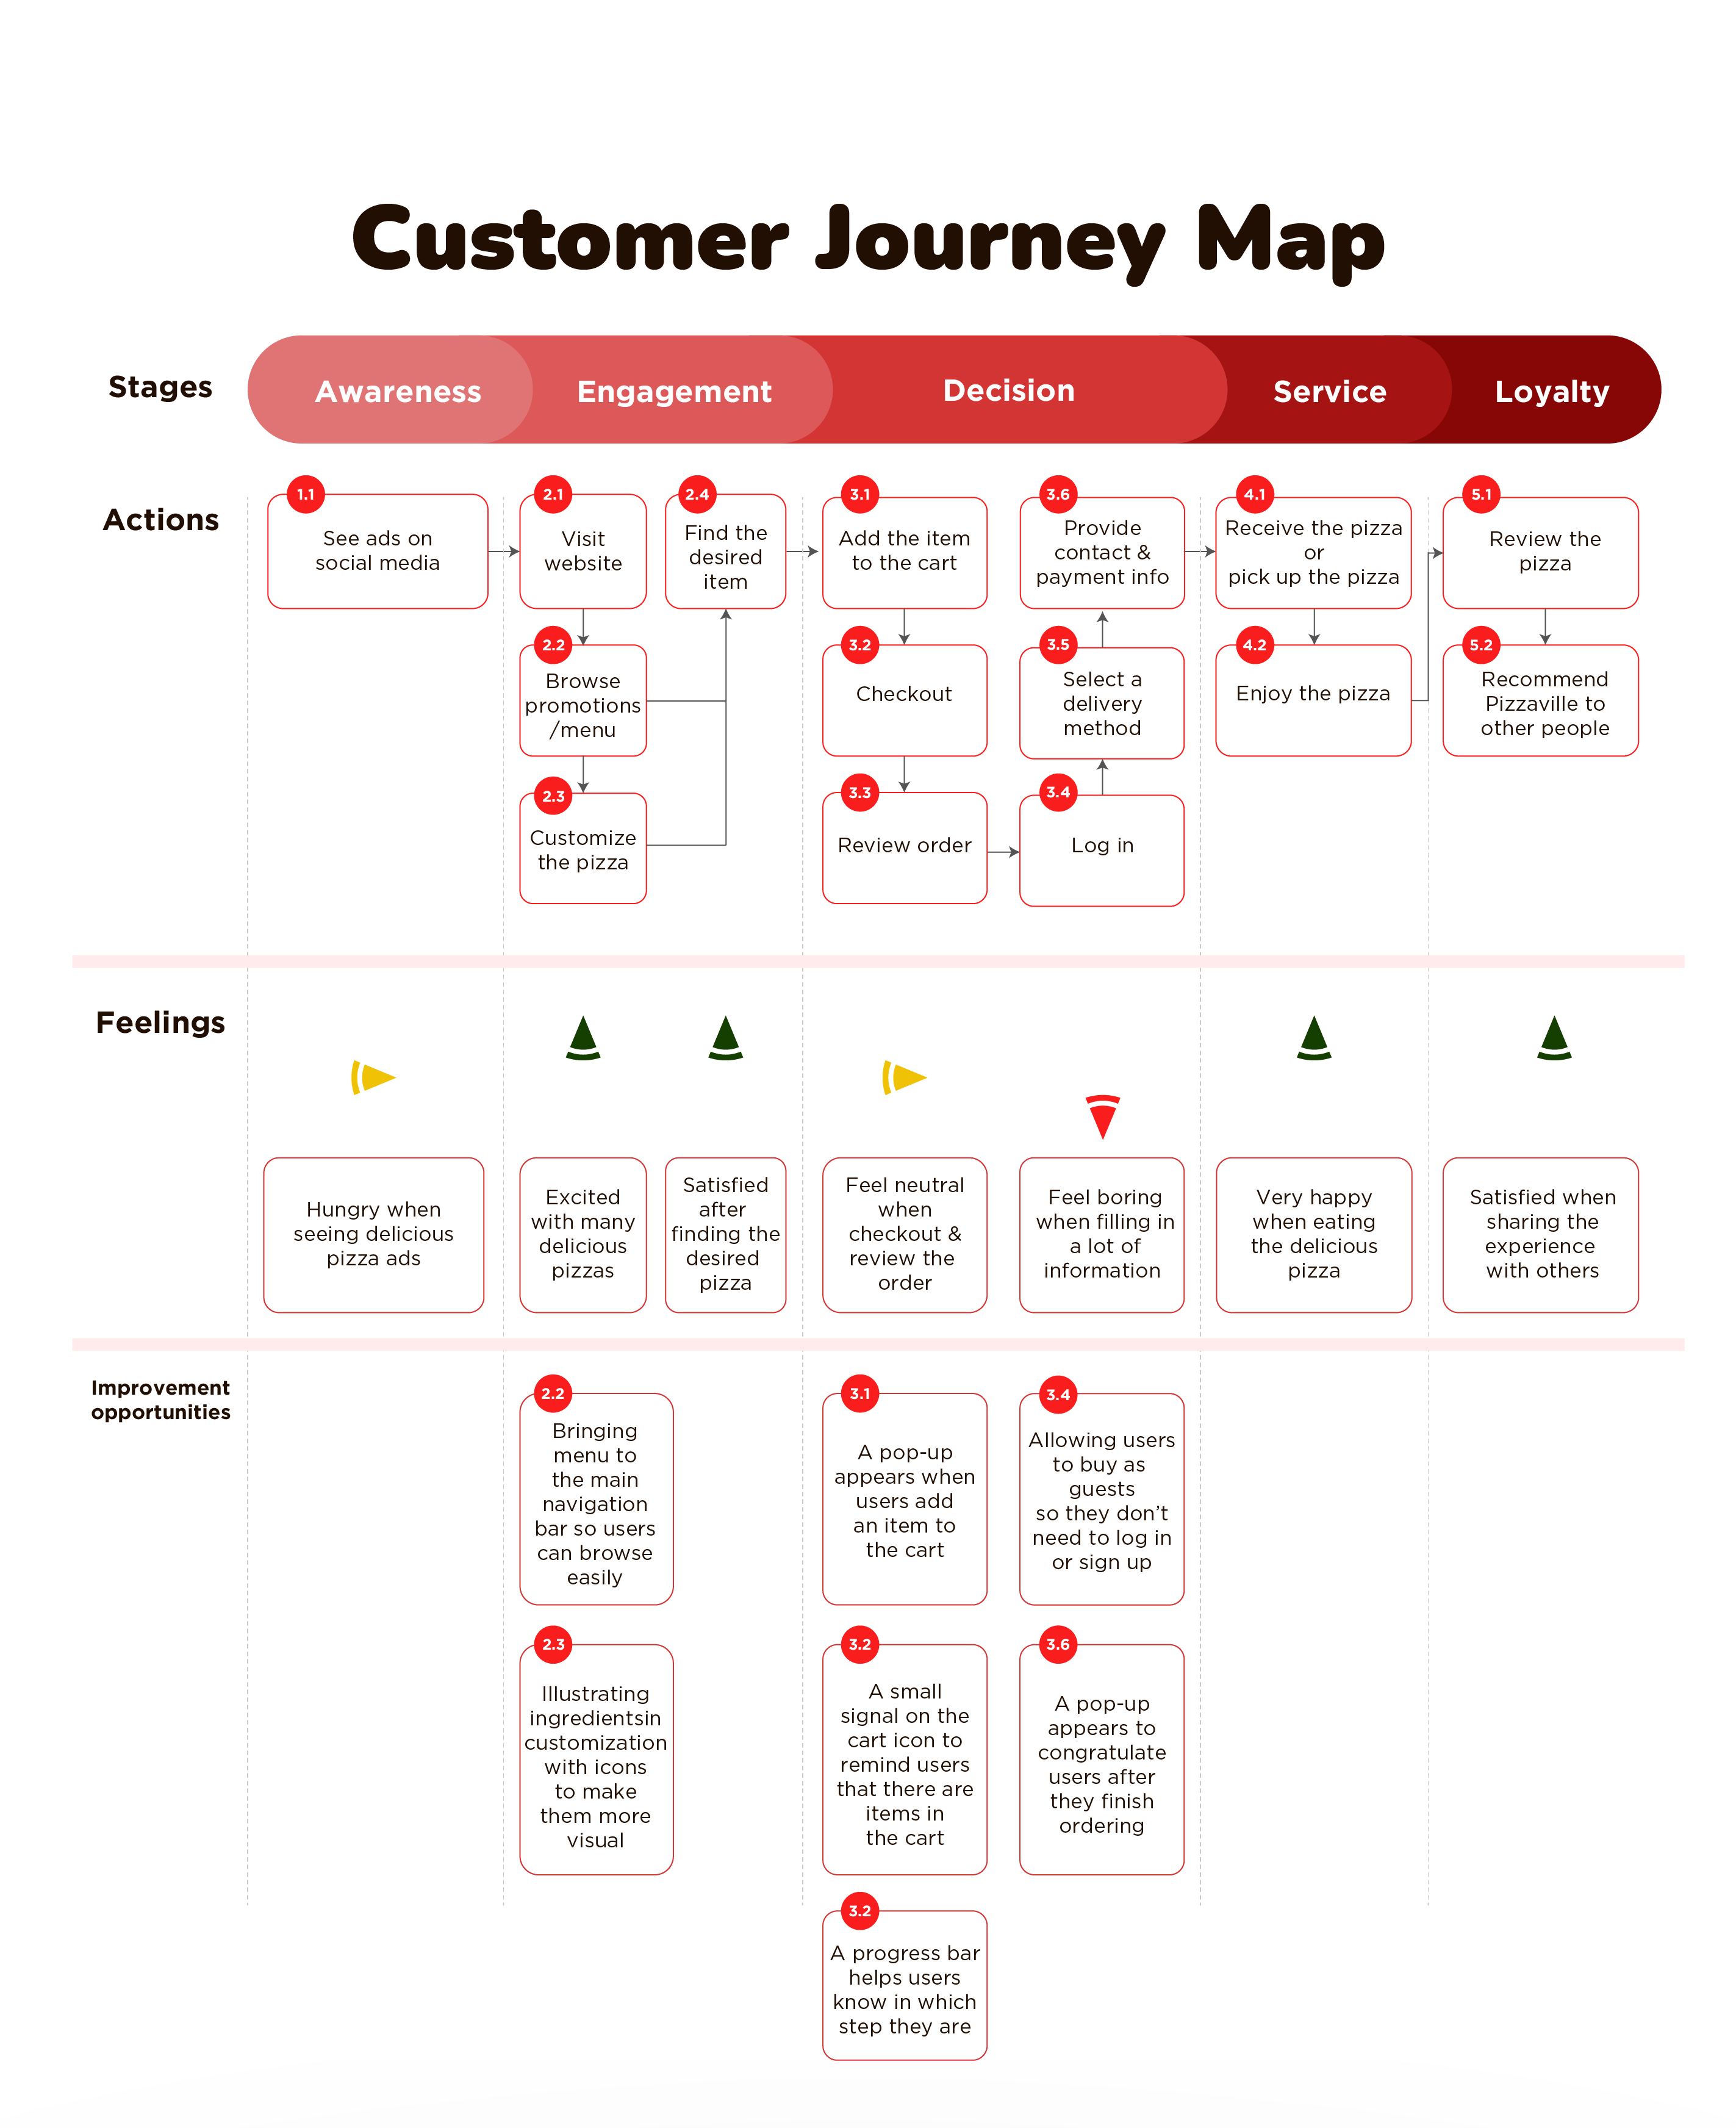 Customer Journey Map
Stages
Awareness
Engagement
Decision
Service
Loyalty
Actions
1.1
See ads on
social media
2.1
Visit
website
2.2
Browse
promotions
/menu
2.3
Customize
the pizza
2.4
Find the
desired
item
3.1
Add the item
to the cart
3.2
Checkout
3.3
Review order
3.4
Log in
3.5
Select a
delivery
method
3.6
Provide
contact &
payment info
4.1
Receive the pizza
or
pick up the pizza
4.2
Enjoy the pizza
5.1
Review the
pizza
5.2
Recommend
Pizzaville to
other people
Feelings
Hungry when
seeing delicious
pizza ads
Excited
with many
delicious
pizzas
Satisfied
after
finding the
desired
pizza
Feel neutral
when
checkout &
review the
order
Feel boring
when filling in
a lot of
information
Very happy
when eating
the delicious
pizza
Satisfied when
sharing the
experience
with others
Improvement
opportunities
2.2
Bringing
menu to
the main
navigation
bar so users
can browse
easily
2.3
Illustrating
ingredientsin
customization
with icons
to make
them more
visual
3.1
A pop-up
appears when
users add
an item to
the cart
3.2
A small
signal on the
cart icon to
remind users
that there are
items in
the cart
3.2
A progress bar
helps users
know in which
step they are
3.4
Allowing users
to buy as
guests
so they don't
need to log in
or sign up
3.6
A pop-up
appears to
congratulate
users after
they finish
ordering